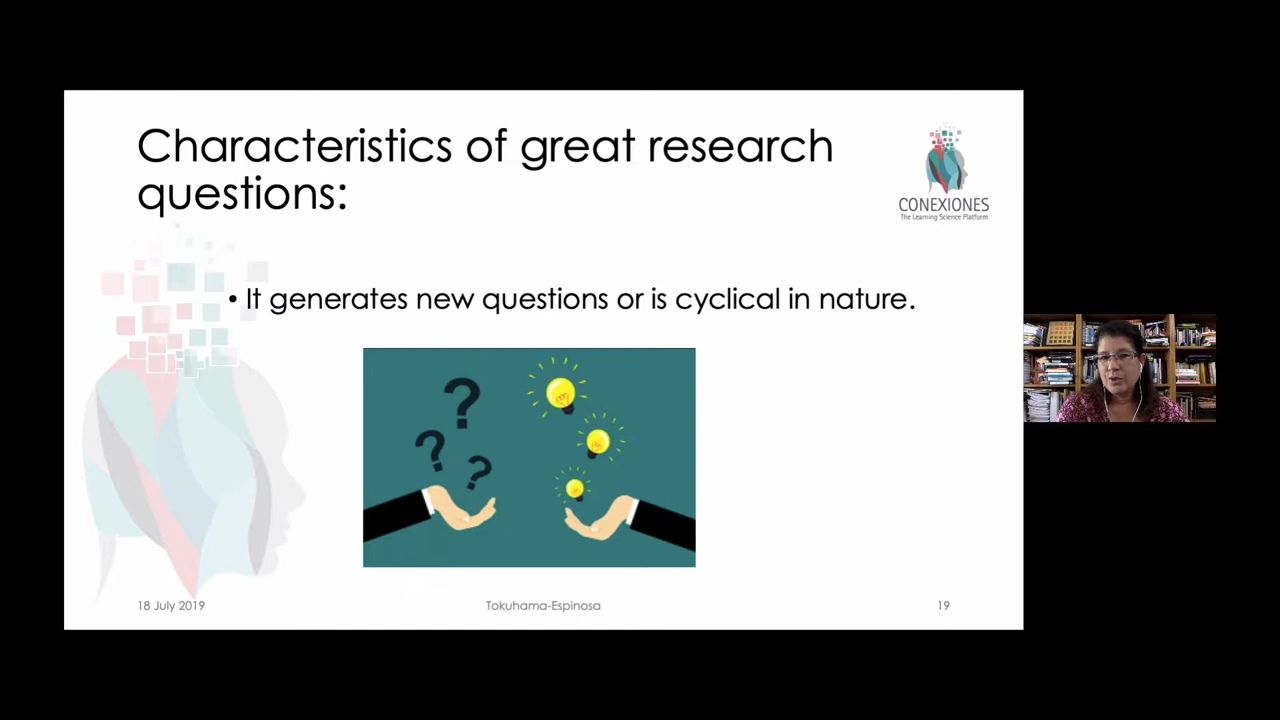 Characteristics of great research
questions:
CONEXIONES
The Learning Science Platform
• It generates new questions or is cyclical in nature.
? ? ?
18 July 2019
Tokuhama-Espinosa
19